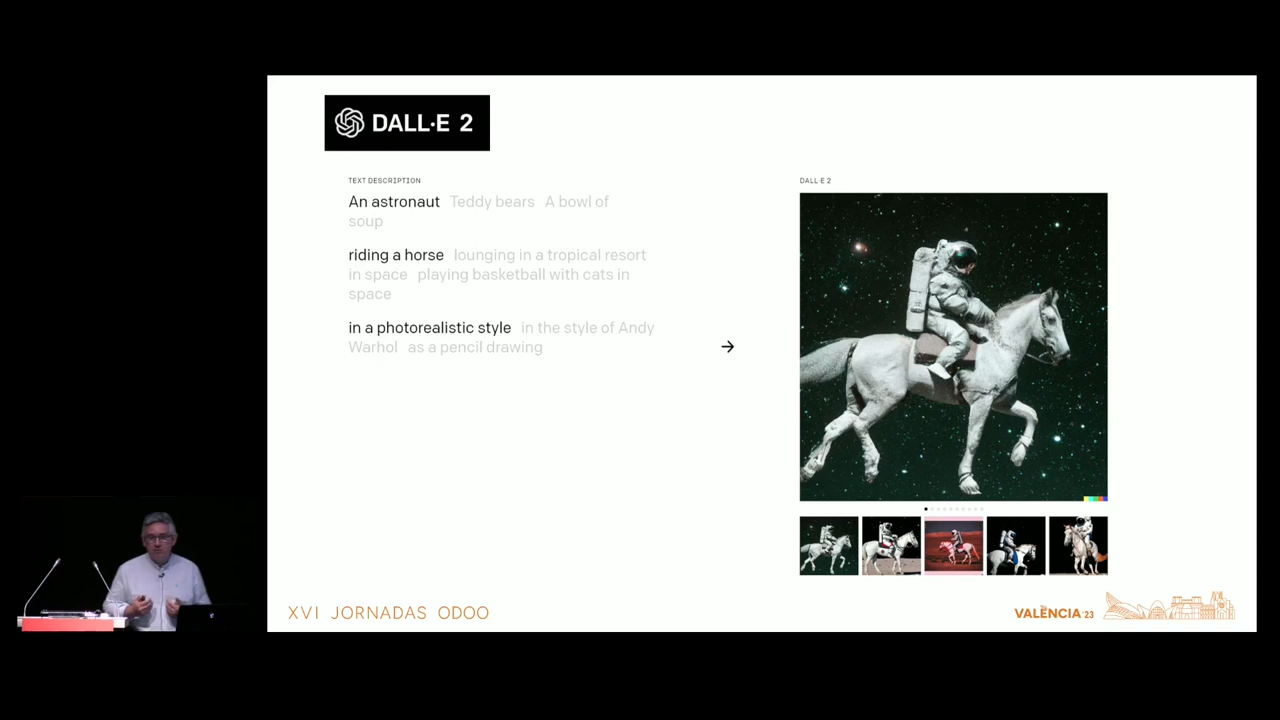 DALL·E 2
TEXT DESCRIPTION
An astronaut Teddy bears A bowl of
soup
riding a horse lounging in a tropical resort
in space playing basketball with cats in
space
in a photorealistic style in the style of Andy
Warhol as a pencil drawing
DALL·E 2
XVI JORNADAS ODOO
VALÈNCIA '23